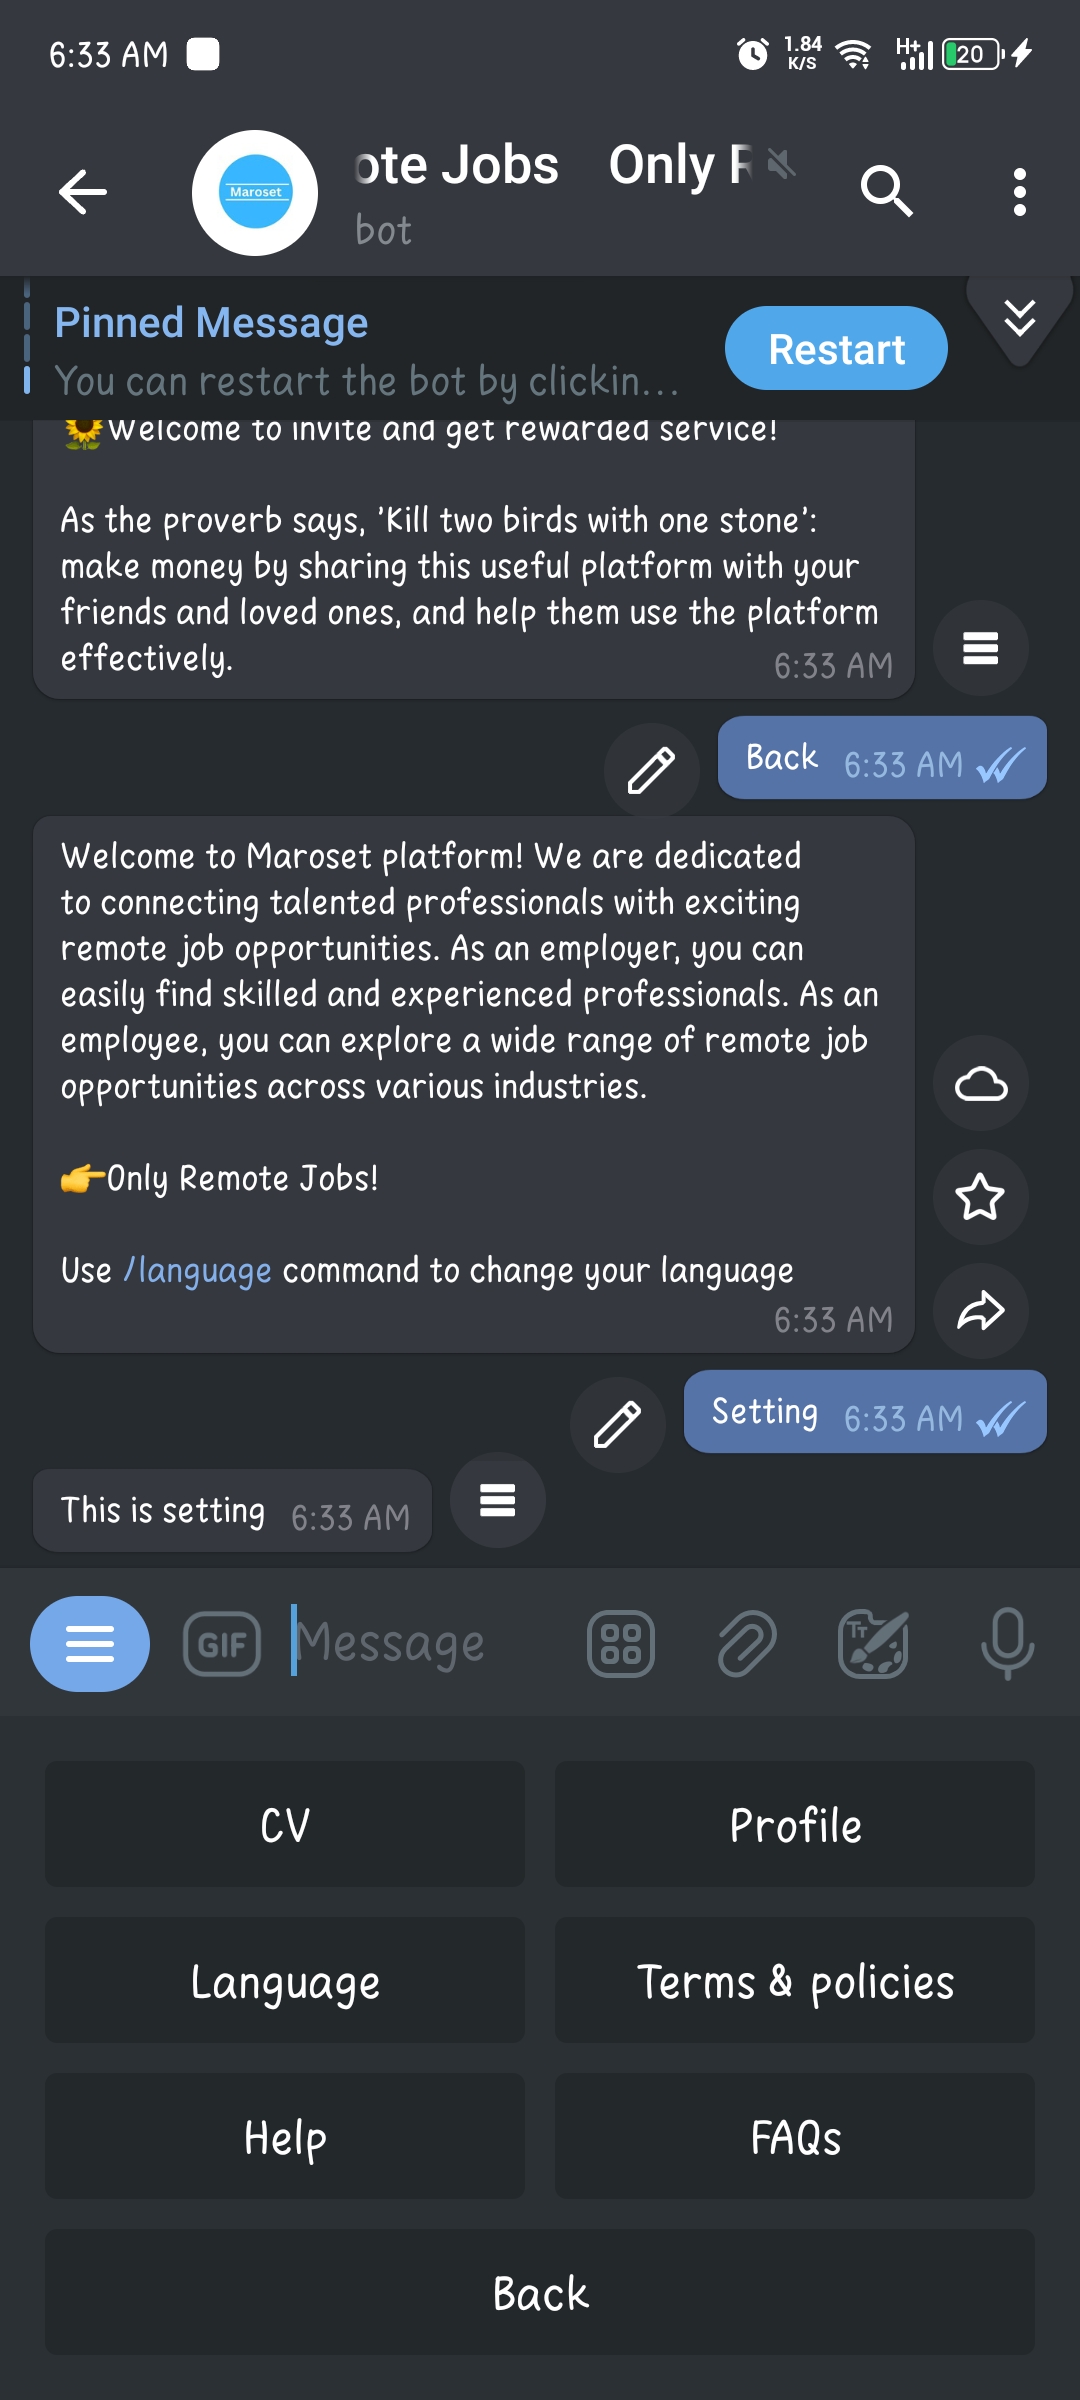 6:33 AM
1.84 K/S
H+
20
Maroset
ote Jobs Only
bot
Pinned Message
You can restart the bot by clickin...
Restart
🌻Welcome to invite and get rewarded service!
As the proverb says, 'Kill two birds with one stone':
make money by sharing this useful platform with your
friends and loved ones, and help them use the platform
effectively.
6:33 AM
Back 6:33 AM
Welcome to Maroset platform! We are dedicated
to connecting talented professionals with exciting
remote job opportunities. As an employer, you can
easily find skilled and experienced professionals. As an
employee, you can explore a wide range of remote job
opportunities across various industries.
👉Only Remote Jobs!
Use /language command to change your language
6:33 AM
Setting 6:33 AM
This is setting 6:33 AM
GIF
Message
Tт
CV
Profile
Language
Terms & policies
Help
FAQs
Back